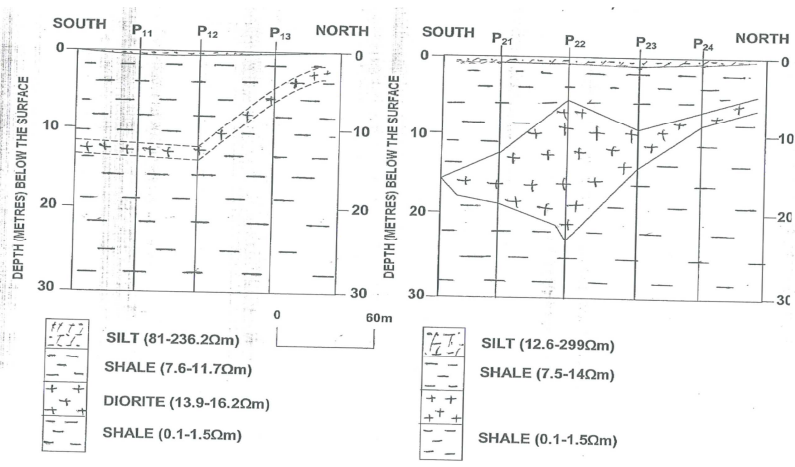 SOUTH P11 P12 P13 NORTH
0 0
10 10
20 20
30 30
DEPTH (METRES) BELOW THE SURFACE
0 60m
SILT (81-236.2Ωm)
SHALE (7.6-11.7Ωm)
DIORITE (13.9-16.2Ωm)
SHALE (0.1-1.5Ωm)
SOUTH P21 P22 P23 P24 NORTH
0 0
10 10
20 20
30 30
DEPTH (METRES) BELOW THE SURFACE
SILT (12.6-299Ωm)
SHALE (7.5-14Ωm)
SHALE (0.1-1.5Ωm)